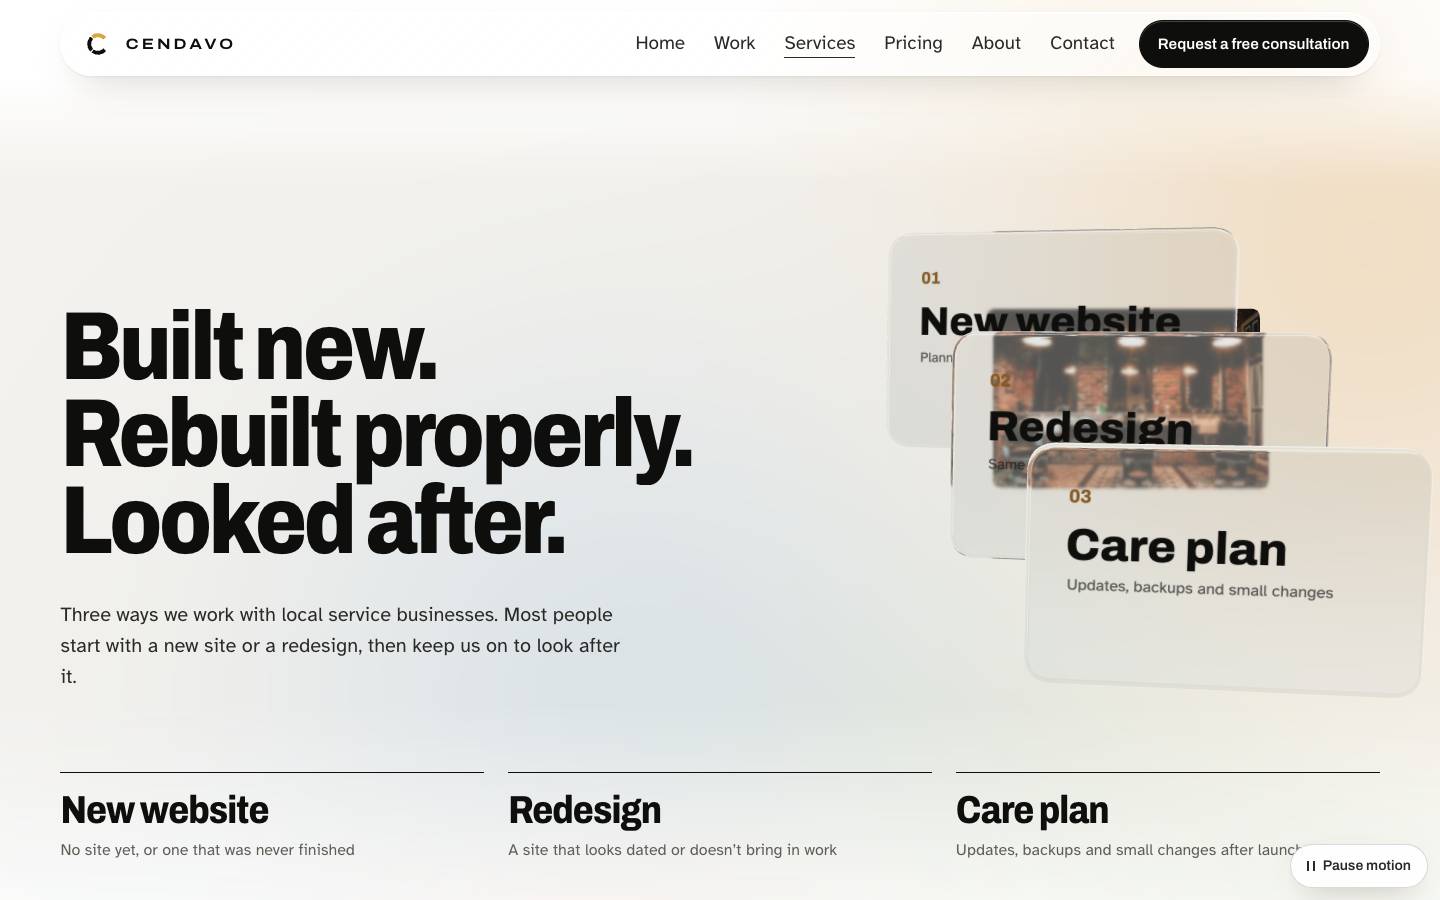 CENDAVO
Home
Work
Services
Pricing
About
Contact
Request a free consultation
Built new.
Rebuilt properly.
Looked after.
Three ways we work with local service businesses. Most people
start with a new site or a redesign, then keep us on to look after
it.
01
New website
02
Redesign
Same
03
Care plan
Updates, backups and small changes
New website
No site yet, or one that was never finished
Redesign
A site that looks dated or doesn’t bring in work
Care plan
Updates, backups and small changes after launch
Pause motion